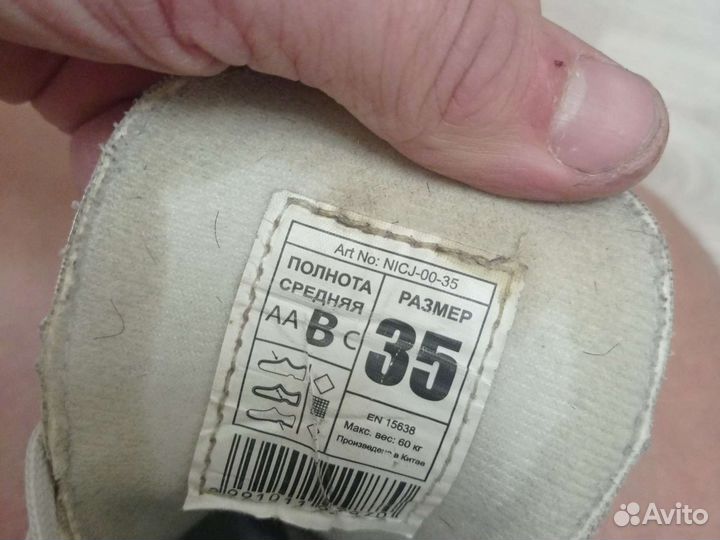 Art No: NICJ-00-35
ПОЛНОТА
СРЕДНЯЯ
AA B C
РАЗМЕР
35
EN 15638
Макс. вес: 60 кг
Произведено в Китае
Avito